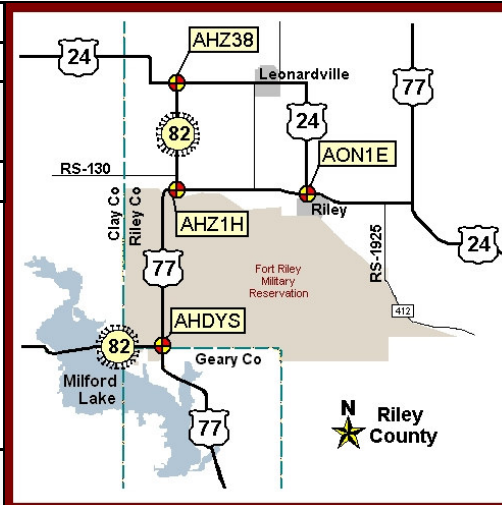 AHZ38
24
77
Leonardville
82
24
AON1E
RS-130
Clay Co
Riley Co
AHZ1H
Riley
RS-1925
24
77
Fort Riley
Military
Reservation
412
AHDYS
82
Geary Co
Milford
Lake
77
N
Riley
County